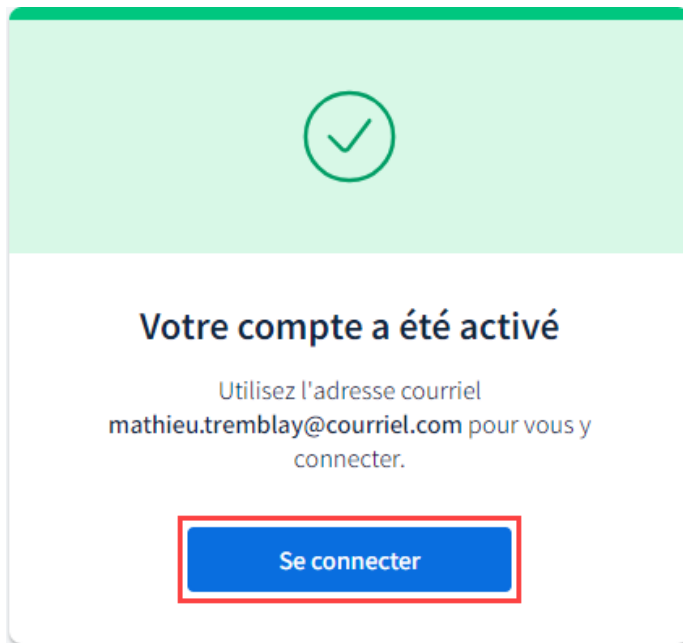 Votre compte a été activé
Utilisez l'adresse courriel
mathieu.tremblay@courriel.com pour vous y
connecter.
Se connecter